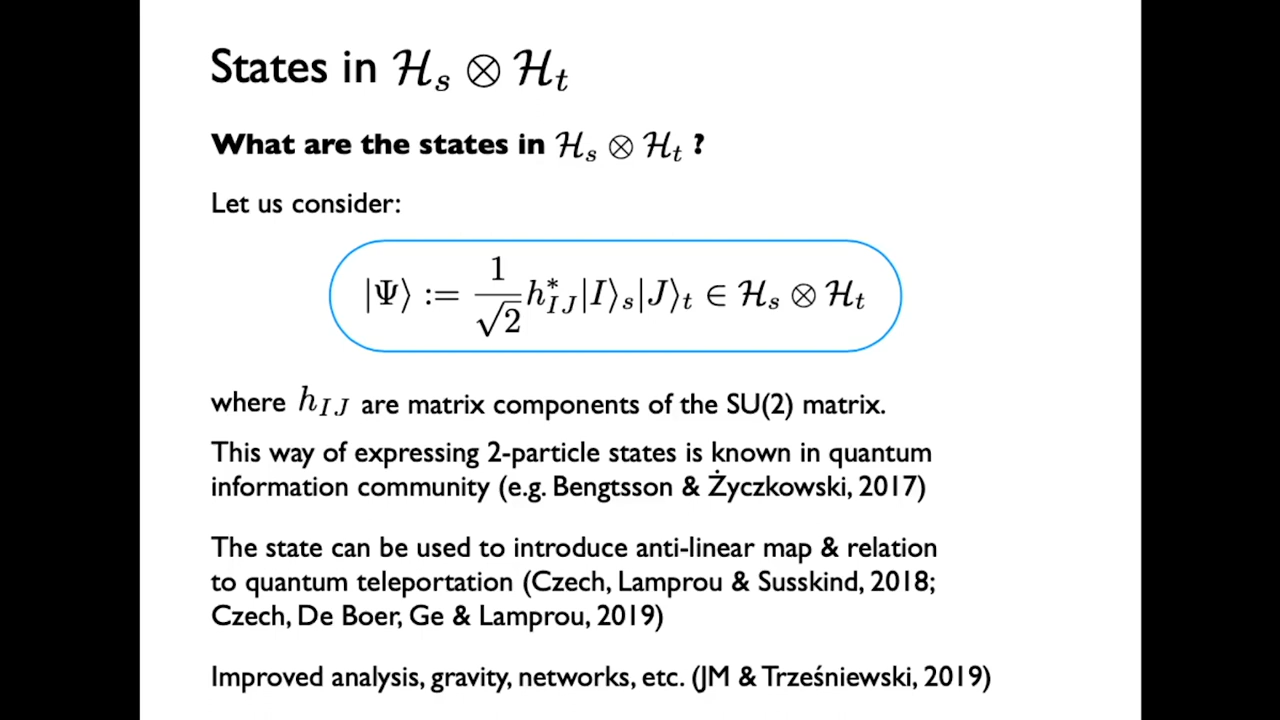 States in $\mathcal{H}_s \otimes \mathcal{H}_t$
What are the states in $\mathcal{H}_s \otimes \mathcal{H}_t$ ?
Let us consider:
$|\Psi\rangle := \frac{1}{\sqrt{2}} h^*_{IJ} |I\rangle_s |J\rangle_t \in \mathcal{H}_s \otimes \mathcal{H}_t$
where $h_{IJ}$ are matrix components of the SU(2) matrix.
This way of expressing 2-particle states is known in quantum
information community (e.g. Bengtsson & Życzkowski, 2017)
The state can be used to introduce anti-linear map & relation
to quantum teleportation (Czech, Lamprou & Susskind, 2018;
Czech, De Boer, Ge & Lamprou, 2019)
Improved analysis, gravity, networks, etc. (JM & Trześniewski, 2019)